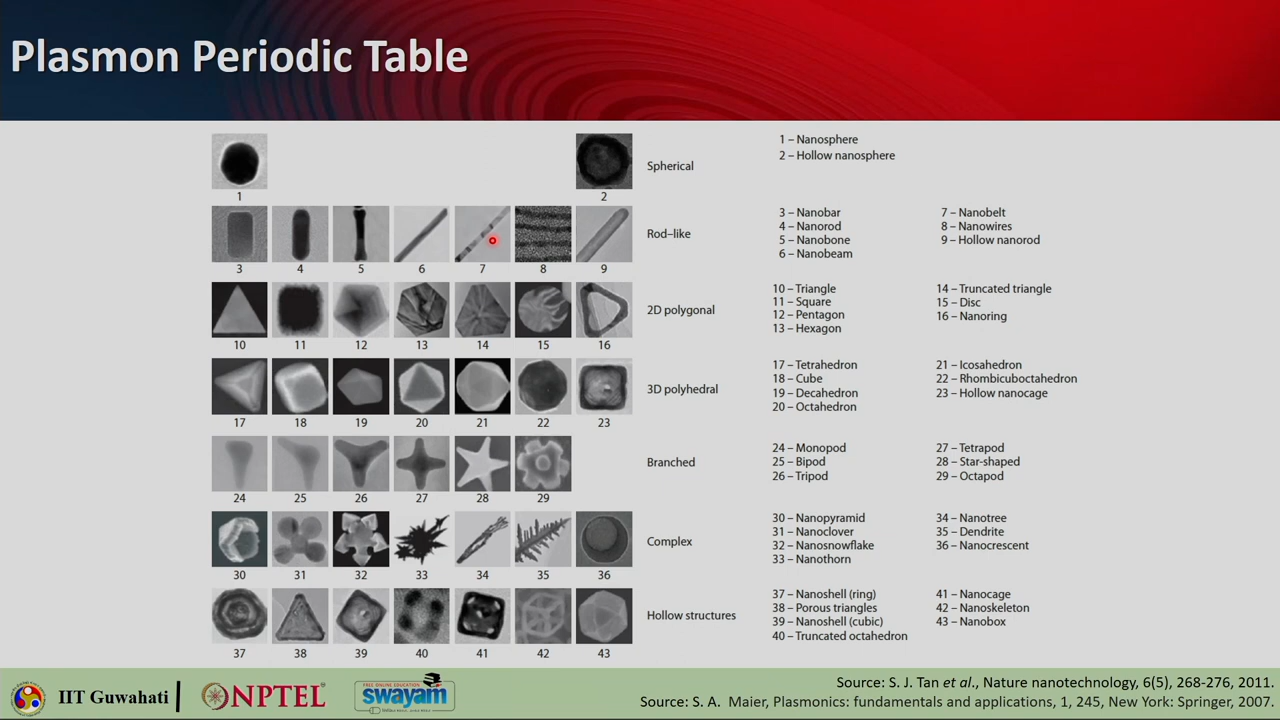 Plasmon Periodic Table
1 2
Spherical
1 – Nanosphere
2 – Hollow nanosphere
3 4 5 6 7 8 9
Rod–like
3 – Nanobar
4 – Nanorod
5 – Nanobone
6 – Nanobeam
7 – Nanobelt
8 – Nanowires
9 – Hollow nanorod
10 11 12 13 14 15 16
2D polygonal
10 – Triangle
11 – Square
12 – Pentagon
13 – Hexagon
14 – Truncated triangle
15 – Disc
16 – Nanoring
17 18 19 20 21 22 23
3D polyhedral
17 – Tetrahedron
18 – Cube
19 – Decahedron
20 – Octahedron
21 – Icosahedron
22 – Rhombicuboctahedron
23 – Hollow nanocage
24 25 26 27 28 29
Branched
24 – Monopod
25 – Bipod
26 – Tripod
27 – Tetrapod
28 – Star-shaped
29 – Octapod
30 31 32 33 34 35 36
Complex
30 – Nanopyramid
31 – Nanoclover
32 – Nanosnowflake
33 – Nanothorn
34 – Nanotree
35 – Dendrite
36 – Nanocrescent
37 38 39 40 41 42 43
Hollow structures
37 – Nanoshell (ring)
38 – Porous triangles
39 – Nanoshell (cubic)
40 – Truncated octahedron
41 – Nanocage
42 – Nanoskeleton
43 – Nanobox
IIT Guwahati
NPTEL
FREE ONLINE EDUCATION
swayam
Source: S. J. Tan et al., Nature nanotechnology, 6(5), 268-276, 2011.
Source: S. A. Maier, Plasmonics: fundamentals and applications, 1, 245, New York: Springer, 2007.